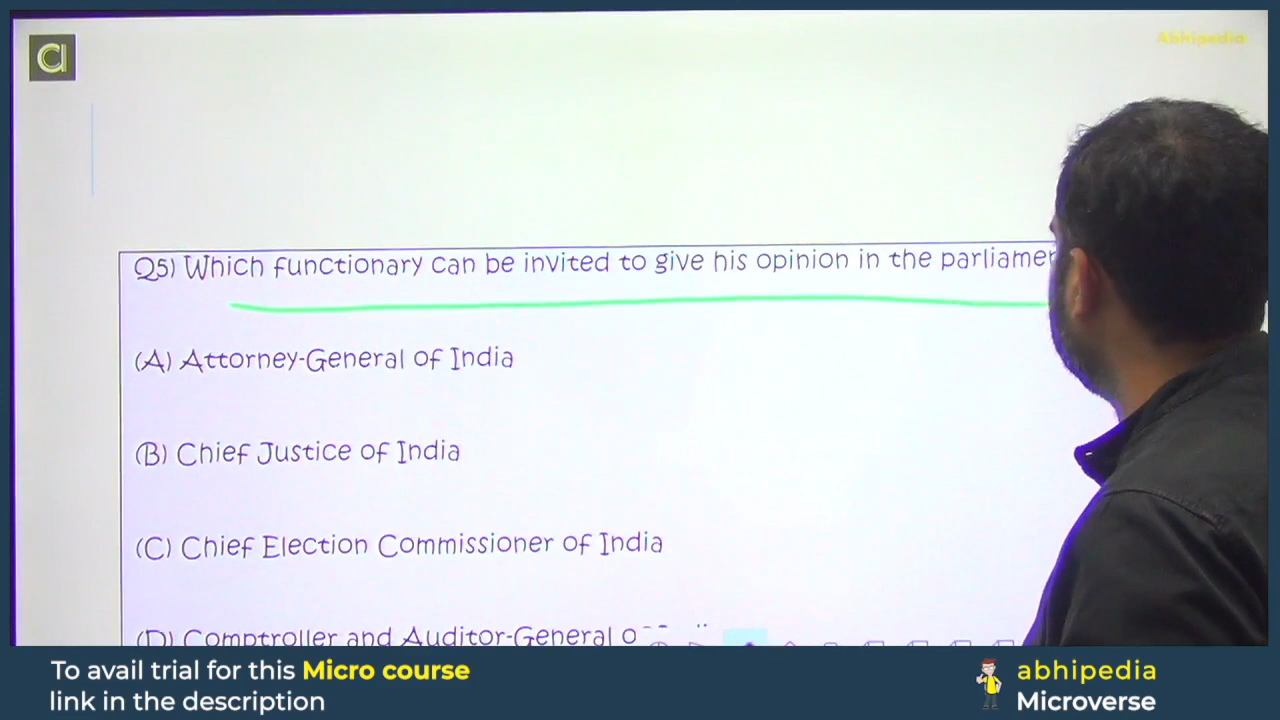 Abhipedia
Q5) Which functionary can be invited to give his opinion in the
(A) Attorney-General of India
(B) Chief Justice of India
(C) Chief Election Commissioner of India
(D) Comptroller and Auditor-General
To avail trial for this Micro course
link in the description
abhipedia
Microverse